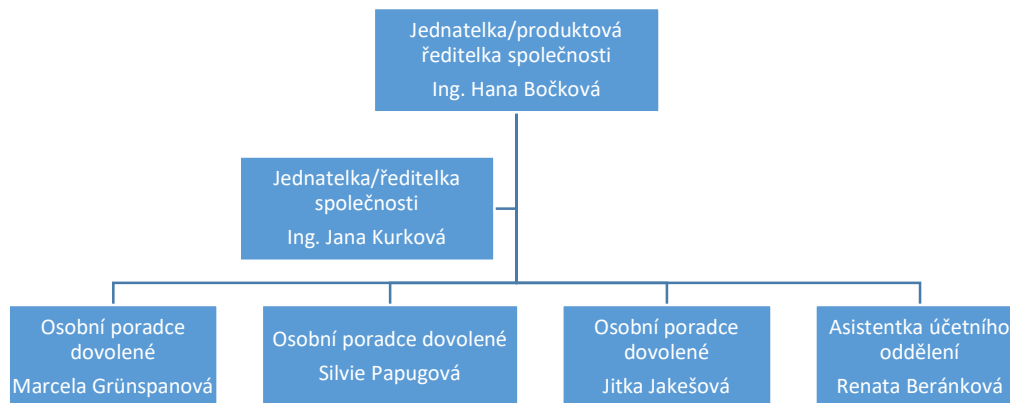 Jednatelka/produktová
ředitelka společnosti
Ing. Hana Bočková
Jednatelka/ředitelka
společnosti
Ing. Jana Kurková
Osobní poradce
dovolené
Marcela Grünspanová
Osobní poradce dovolené
Silvie Papugová
Osobní poradce
dovolené
Jitka Jakešová
Asistentka účetního
oddělení
Renata Beránková